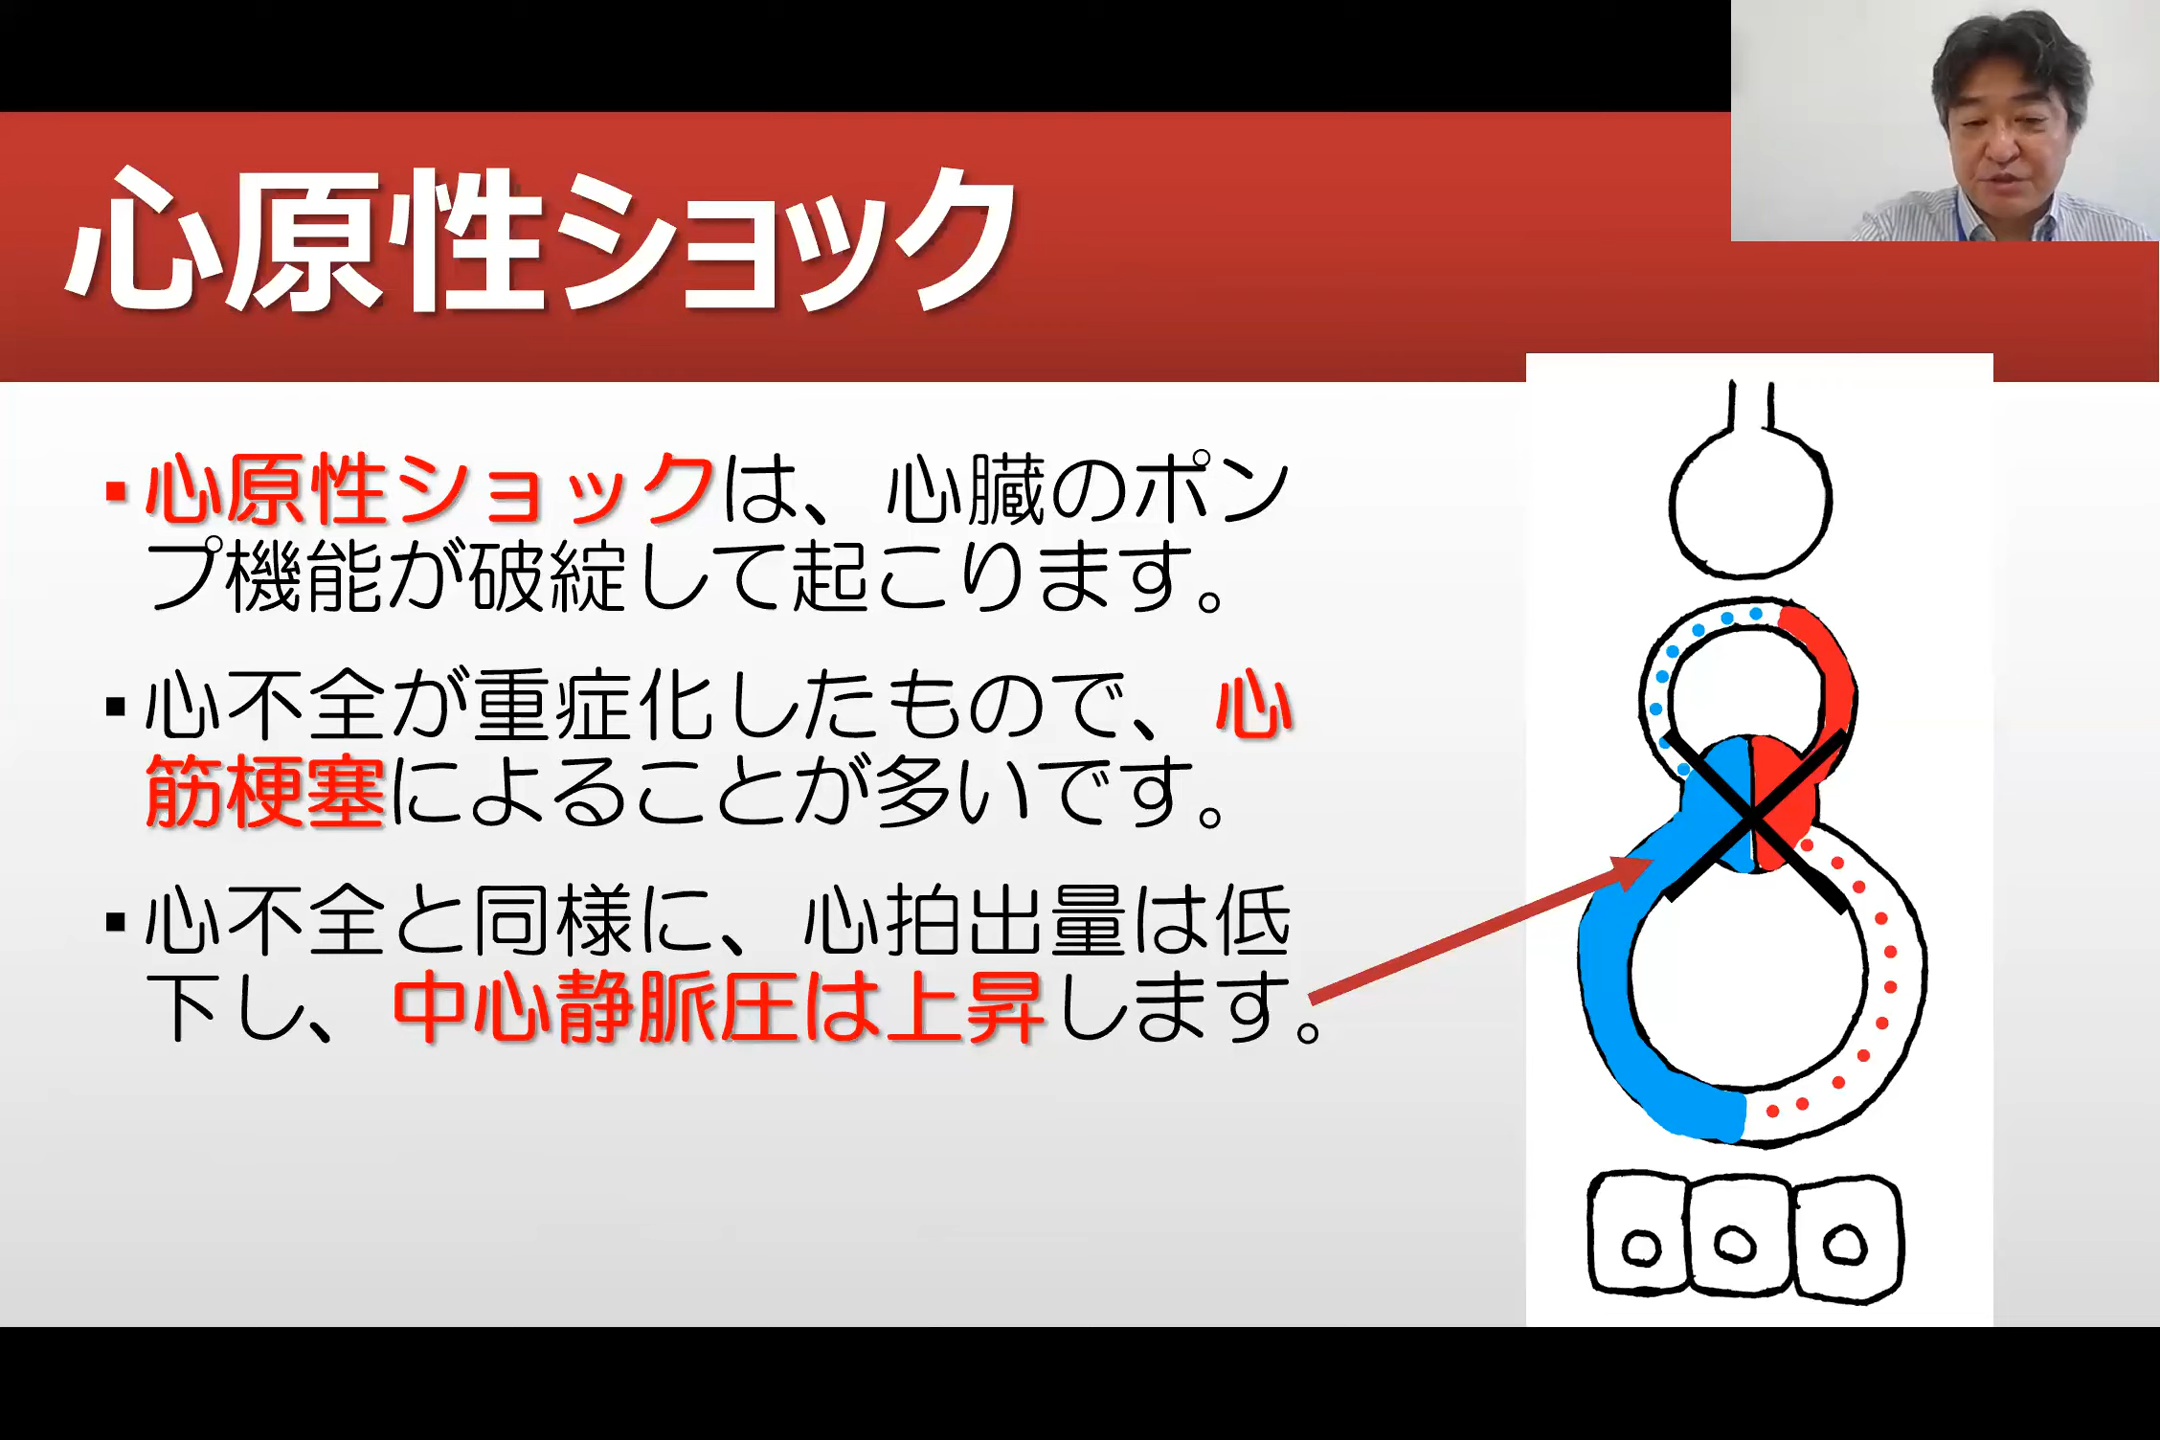 心原性ショック
▪心原性ショックは、心臓のポン
プ機能が破綻して起こります。
▪心不全が重症化したもので、心
筋梗塞によることが多いです。
▪心不全と同様に、心拍出量は低
下し、中心静脈圧は上昇します。